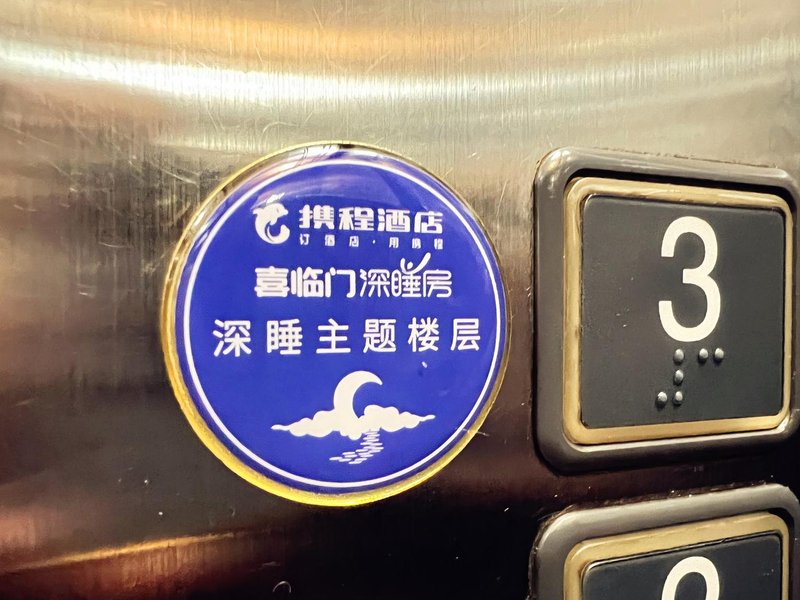 携程酒店
订酒店·用携程
喜临门深睡房
深睡主题楼层
3